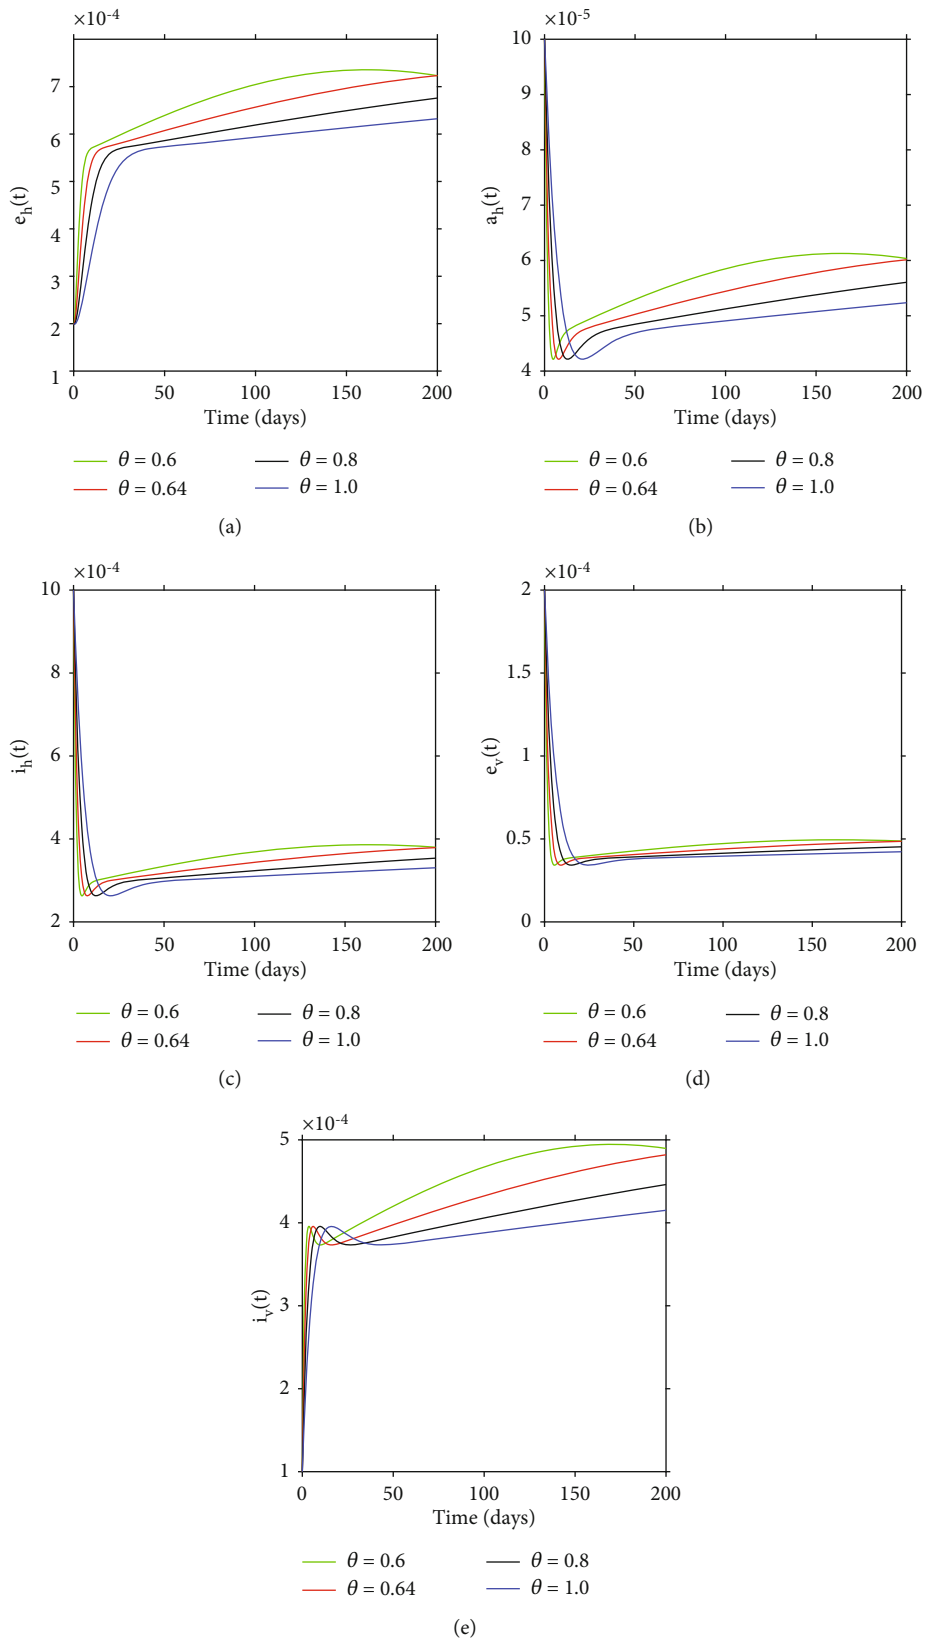 ×10-4
7
6
5
4
3
2
1
e_h(t)
0 50 100 150 200
Time (days)
θ = 0.6 θ = 0.8
θ = 0.64 θ = 1.0
(a)
×10-5
10
9
8
7
6
5
4
a_h(t)
0 50 100 150 200
Time (days)
θ = 0.6 θ = 0.8
θ = 0.64 θ = 1.0
(b)
×10-4
10
8
6
4
2
i_h(t)
0 50 100 150 200
Time (days)
θ = 0.6 θ = 0.8
θ = 0.64 θ = 1.0
(c)
×10-4
2
1.5
1
0.5
0
e_v(t)
0 50 100 150 200
Time (days)
θ = 0.6 θ = 0.8
θ = 0.64 θ = 1.0
(d)
×10-4
5
4
3
2
1
i_v(t)
0 50 100 150 200
Time (days)
θ = 0.6 θ = 0.8
θ = 0.64 θ = 1.0
(e)